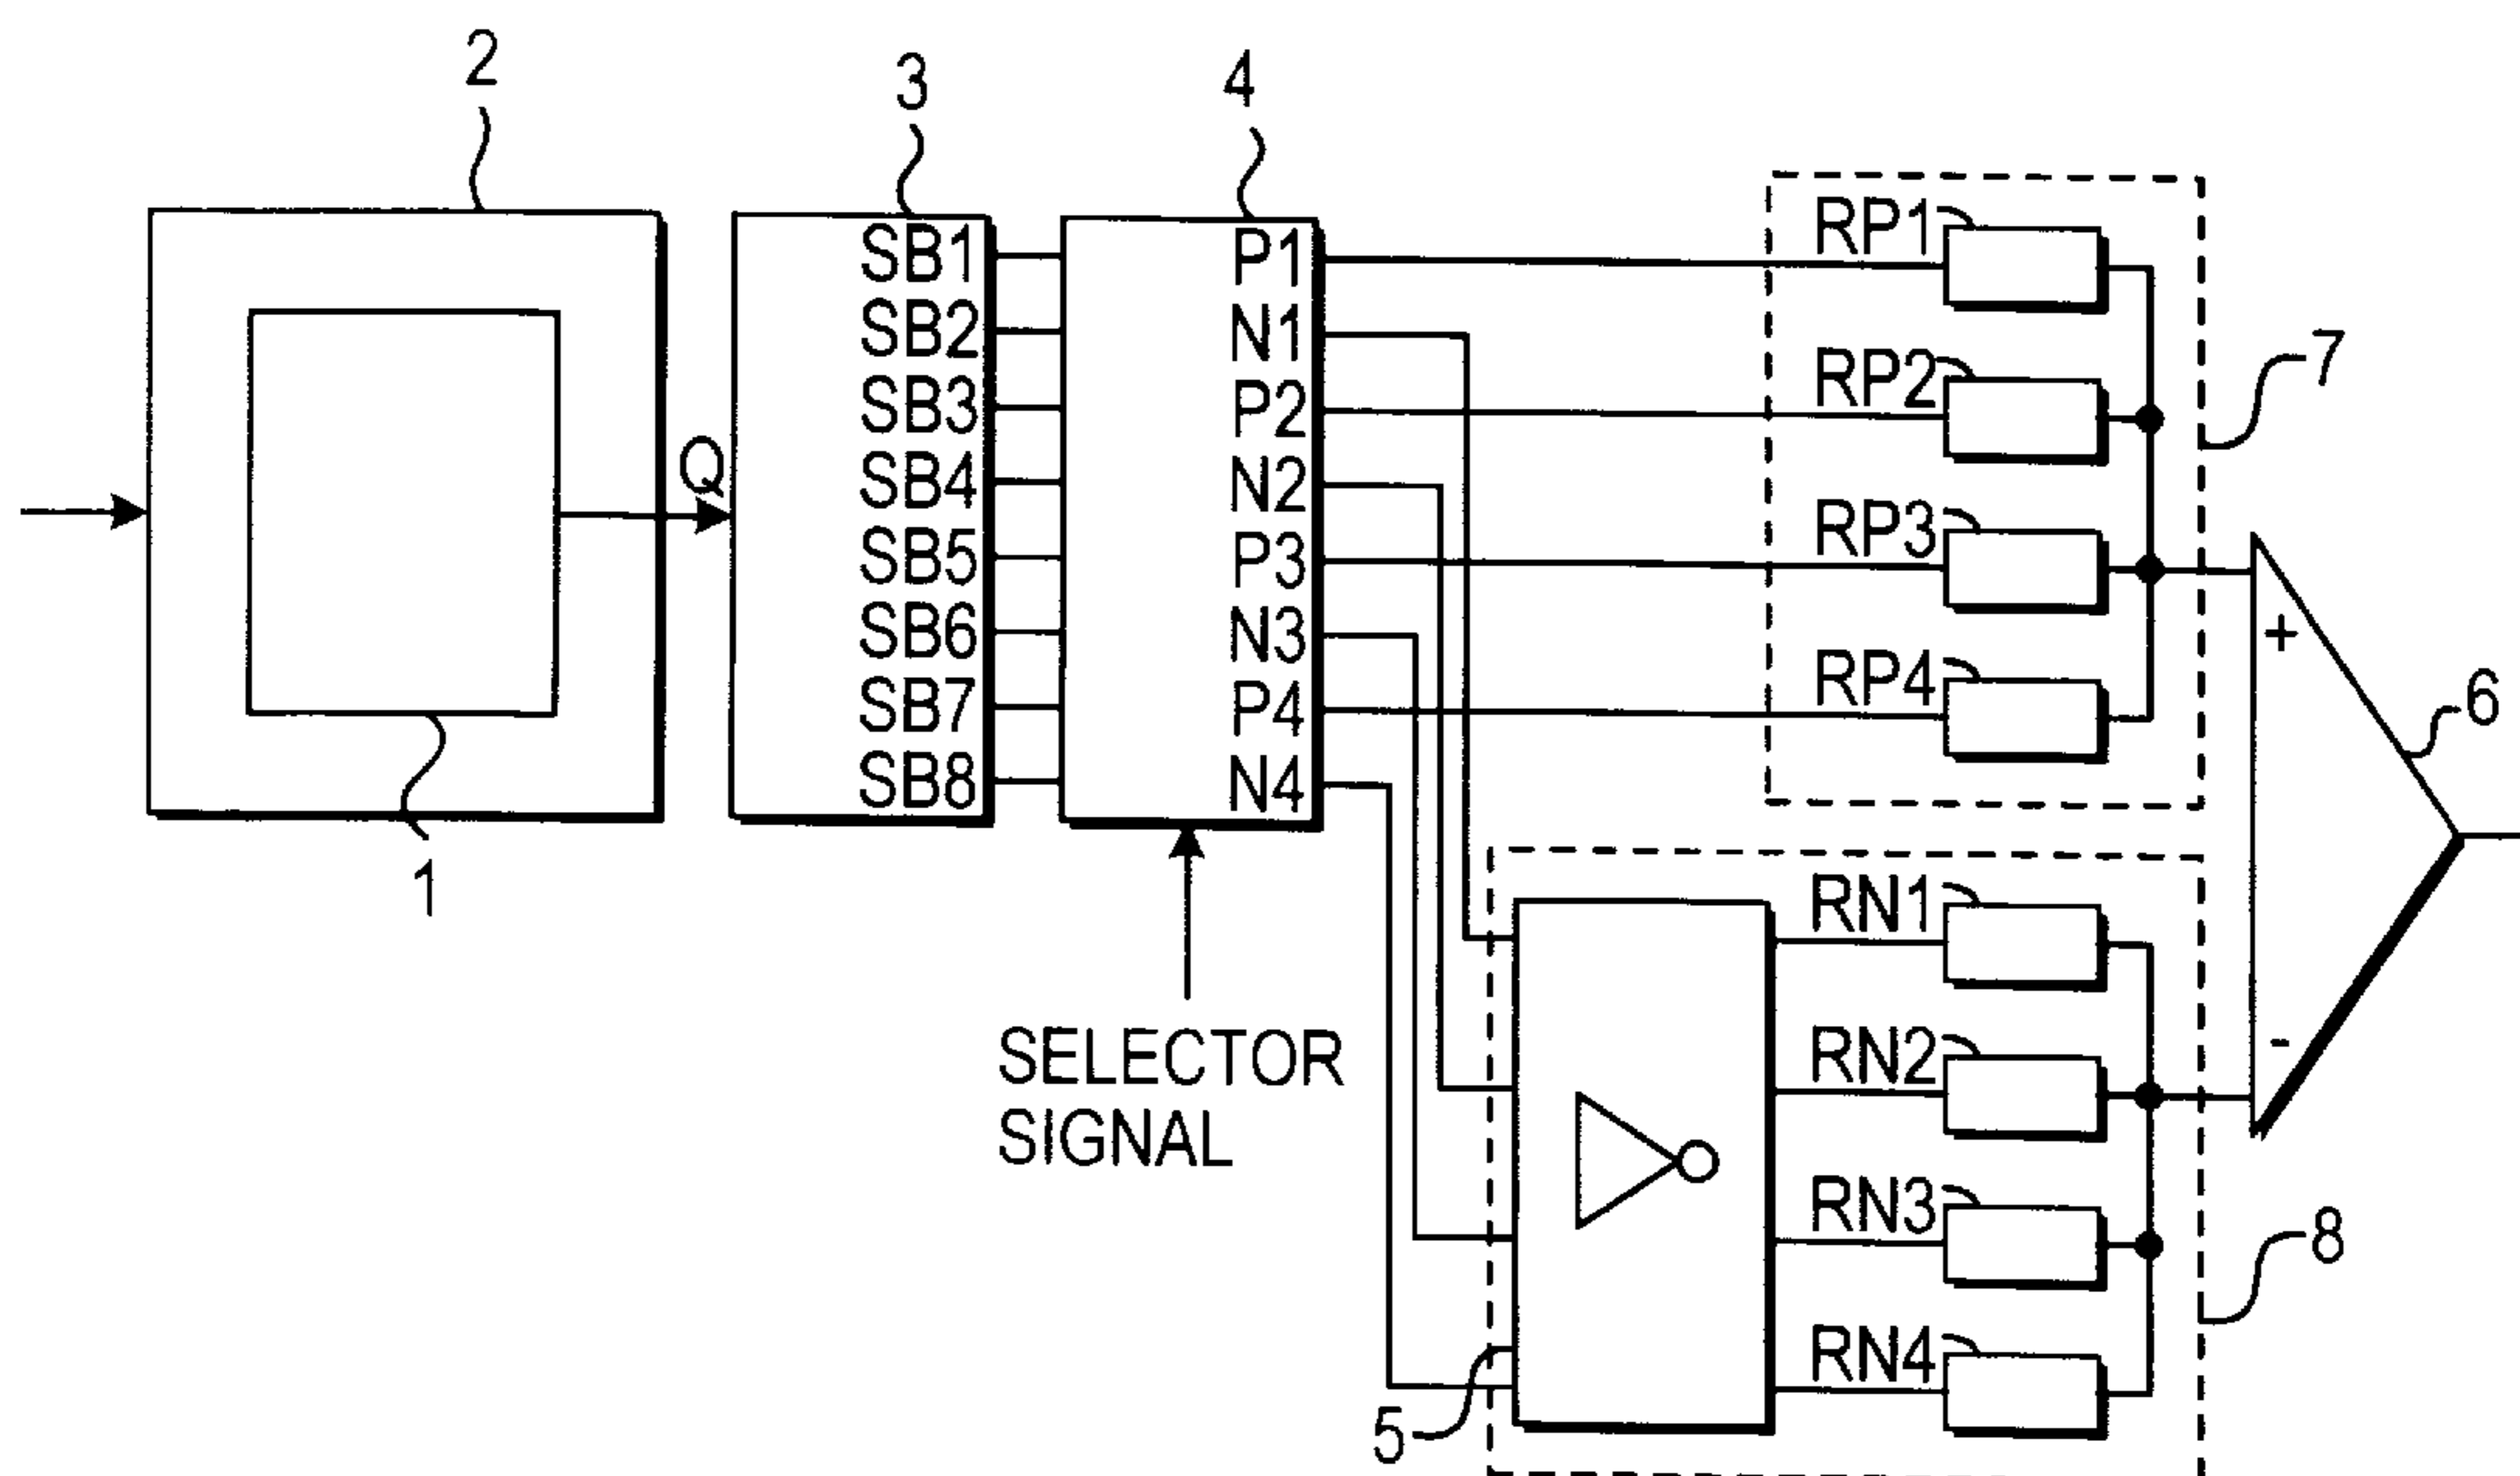 2
3
4
SB1
SB2
SB3
SB4
SB5
SB6
SB7
SB8
Q
1
P1
N1
P2
N2
P3
N3
P4
N4
SELECTOR
SIGNAL
RP1
RP2
RP3
RP4
7
+
-
6
RN1
RN2
RN3
RN4
5
8